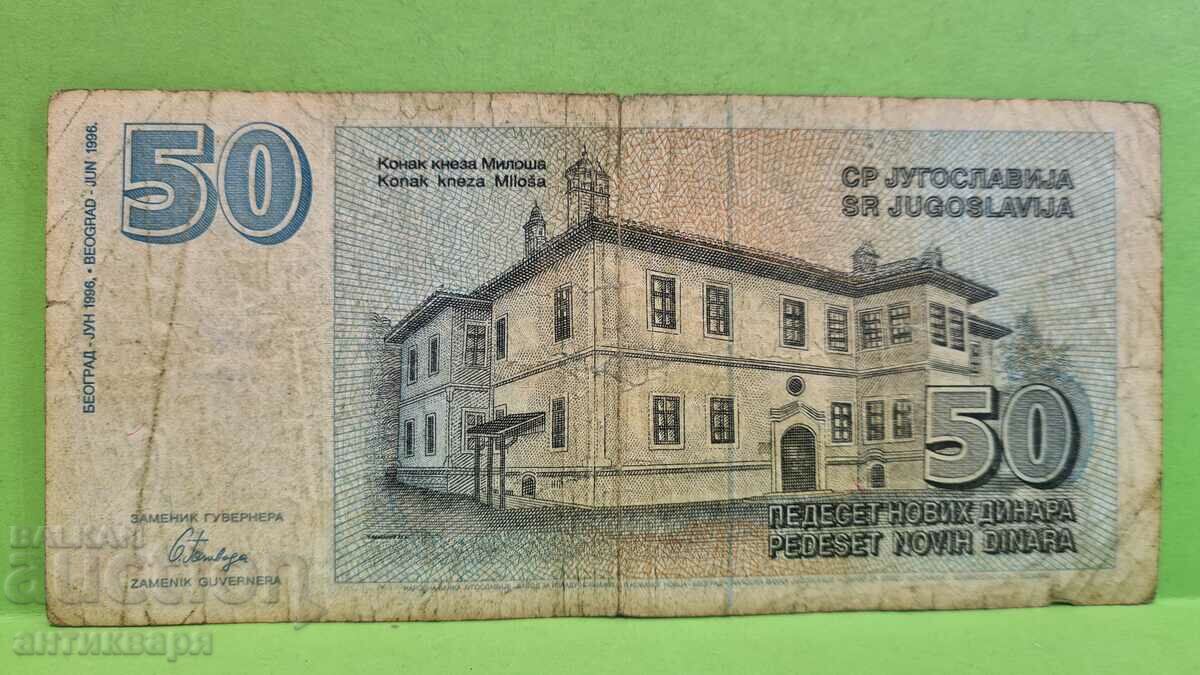 БЕОГРАД - ЈУН 1996. • BEOGRAD - JUN 1996.
50
Конак кнеза Милоша
Konak kneza Miloša
СР ЈУГОСЛАВИЈА
SR JUGOSLAVIJA
50
ПЕДЕСЕТ НОВИХ ДИНАРА
PEDESET NOVIH DINARA
ЗАМЕНИК ГУВЕРНЕРА
ZAMENIK GUVERNERA
BALKAN
auction
антикваря